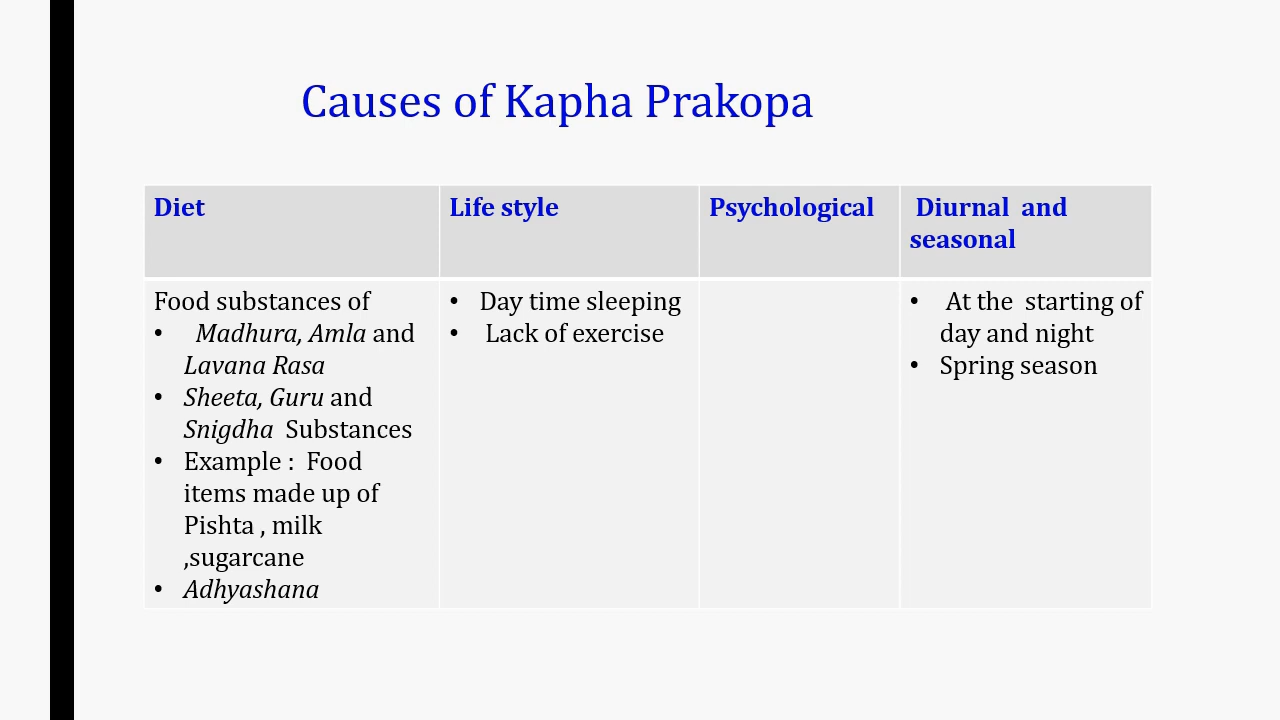 Causes of Kapha Prakopa
Diet
Life style
Psychological
Diurnal and
seasonal
Food substances of
• Madhura, Amla and
Lavana Rasa
• Sheeta, Guru and
Snigdha Substances
• Example : Food
items made up of
Pishta , milk
,sugarcane
• Adhyashana
• Day time sleeping
• Lack of exercise
• At the starting of
day and night
• Spring season